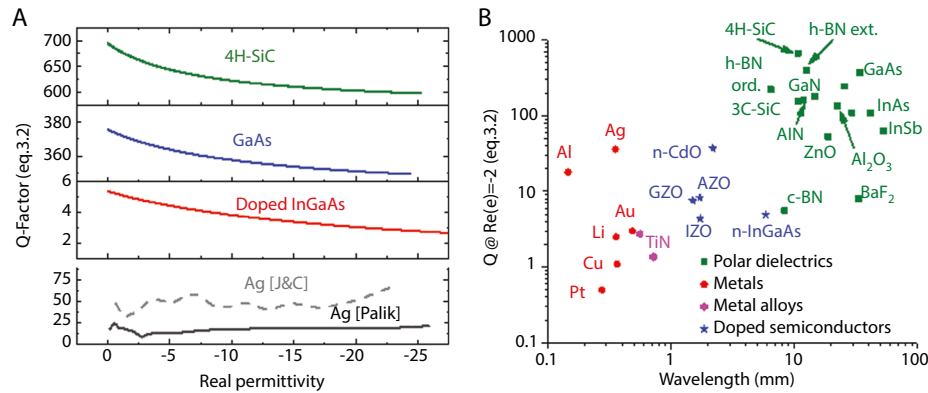 A
700
650
600
4H-SiC
380
360
GaAs
6
4
2
Doped InGaAs
75
50
25
0
Ag [J&C]
Ag [Palik]
Q-Factor (eq.3.2)
0 -5 -10 -15 -20 -25
Real permittivity
B
1000
100
10
1
0.1
Q @ Re(e)=-2 (eq.3.2)
4H-SiC
h-BN ext.
h-BN
ord.
GaN
GaAs
3C-SiC
InAs
AlN
InSb
ZnO
Al2O3
Al
Ag
n-CdO
GZO
AZO
c-BN
BaF2
Au
Li
IZO
n-InGaAs
TiN
Cu
Pt
Polar dielectrics
Metals
Metal alloys
Doped semiconductors
0.1 1 10 100
Wavelength (mm)